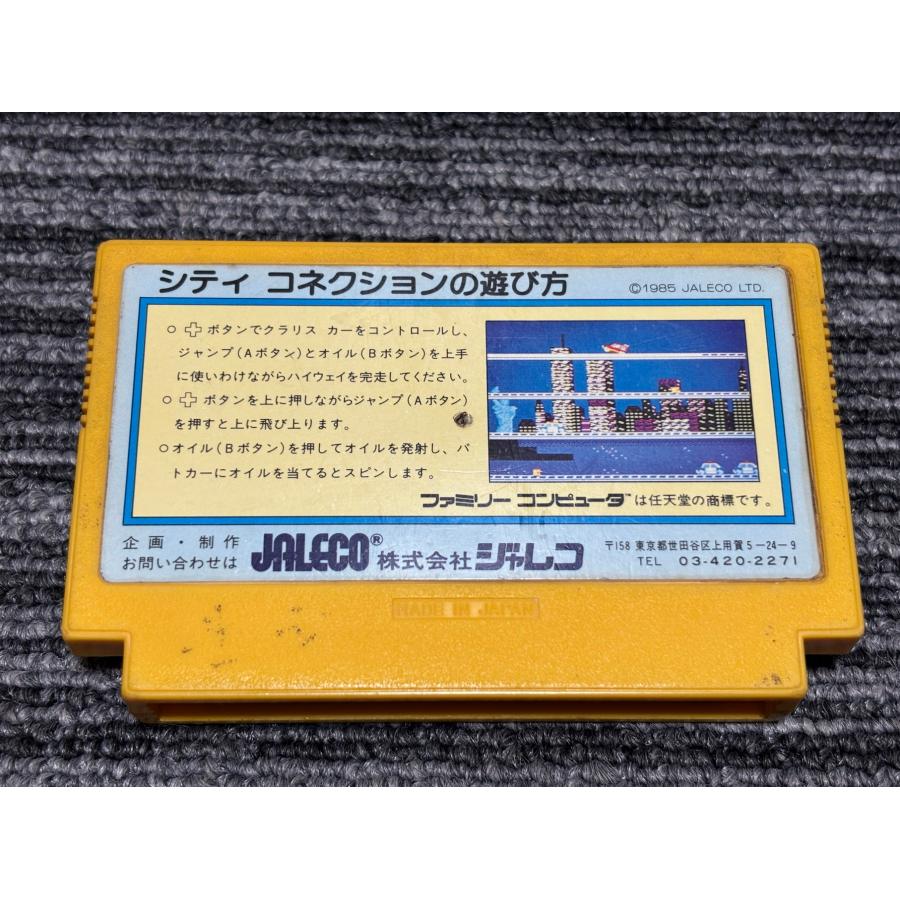 シティ コネクションの遊び方
©1985 JALECO LTD.
○ ✚ ボタンでクラリス カーをコントロールし、
ジャンプ(Aボタン)とオイル(Bボタン)を上手
に使いわけながらハイウェイを完走してください。
○ ✚ ボタンを上に押しながらジャンプ(Aボタン)
を押すと上に飛び上ります。
○オイル(Bボタン)を押してオイルを発射し、パ
トカーにオイルを当てるとスピンします。
ファミリー コンピュータ™は任天堂の商標です。
企画・制作
お問い合わせは
JALECO® 株式会社 ジャレコ
〒158 東京都世田谷区上用賀5-24-9
TEL 03-420-2271
MADE IN JAPAN